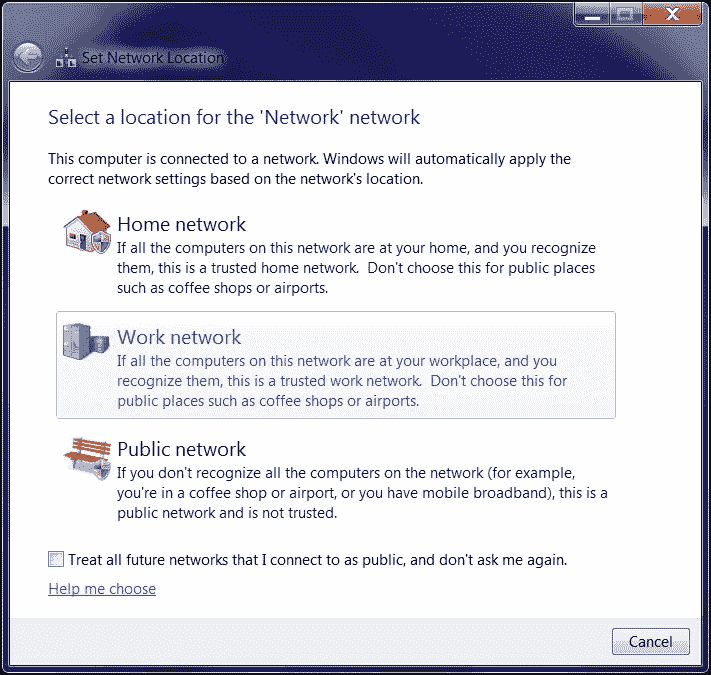 Set Network Location
Select a location for the 'Network' network
This computer is connected to a network. Windows will automatically apply the
correct network settings based on the network's location.
Home network
If all the computers on this network are at your home, and you recognize
them, this is a trusted home network.  Don't choose this for public places
such as coffee shops or airports.
Work network
If all the computers on this network are at your workplace, and you
recognize them, this is a trusted work network.  Don't choose this for
public places such as coffee shops or airports.
Public network
If you don't recognize all the computers on the network (for example,
you're in a coffee shop or airport, or you have mobile broadband), this is a
public network and is not trusted.
Treat all future networks that I connect to as public, and don't ask me again.
Help me choose
Cancel